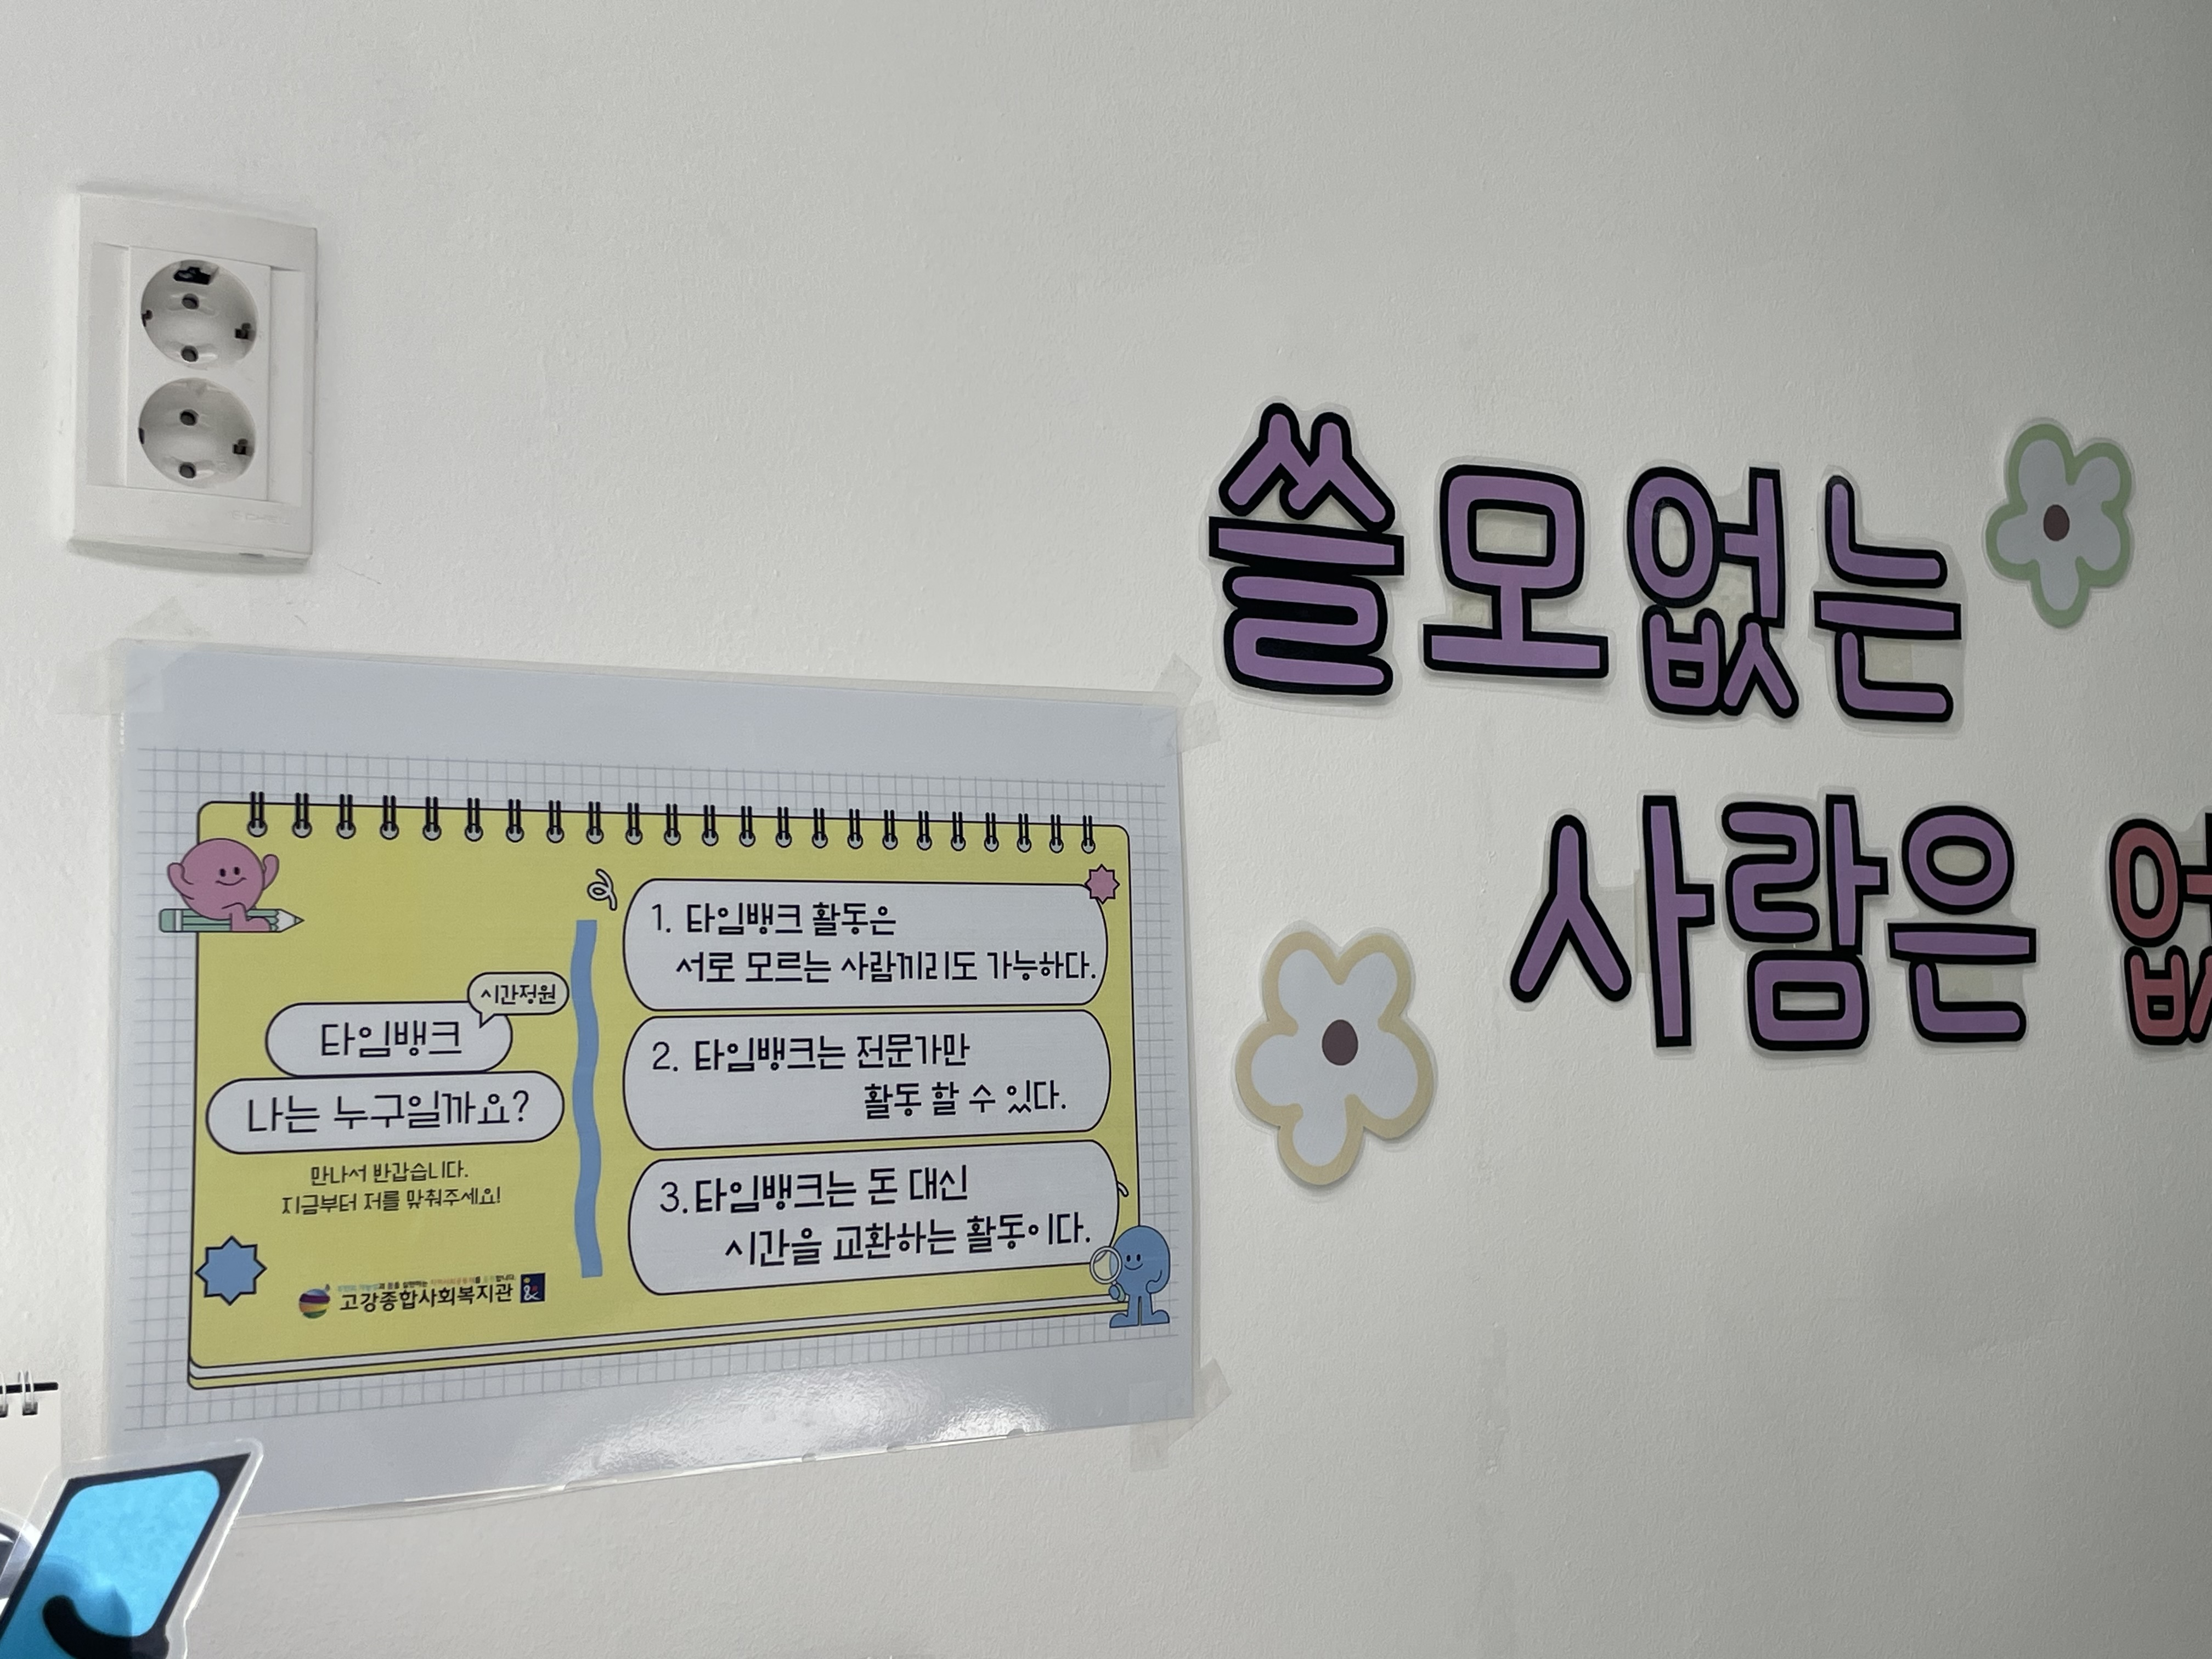 쓸모없는
사람은
시간정원
타임뱅크
나는 누구일까요?
만나서 반갑습니다.
지금부터 저를 맞춰주세요!
고강종합사회복지관
1. 타임뱅크 활동은
서로 모르는 사람끼리도 가능하다.
2. 타임뱅크는 전문가만
활동 할 수 있다.
3.타임뱅크는 돈 대신
시간을 교환하는 활동이다.